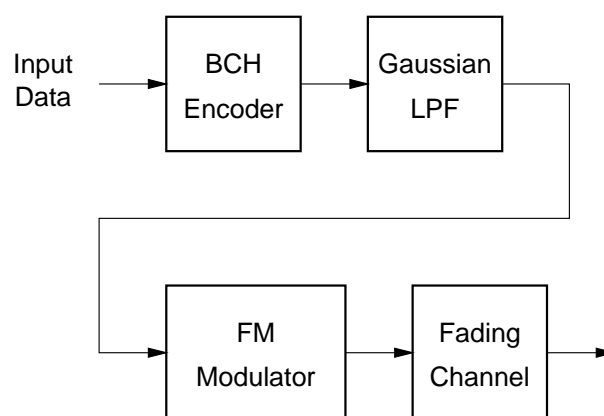 Input
Data
BCH
Encoder
Gaussian
LPF
FM
Modulator
Fading
Channel